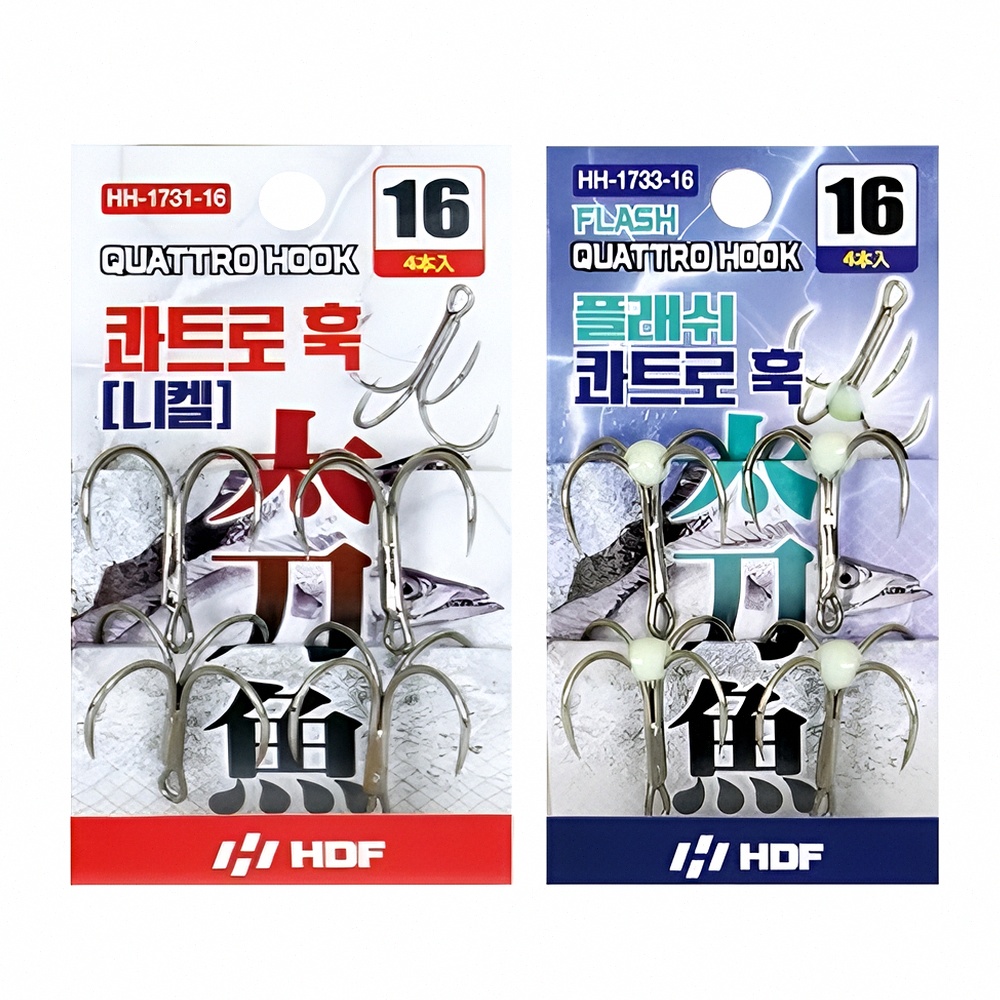 HH-1731-16
16
4本入
QUATTRO HOOK
콰트로 훅
[니켈]
太刀魚
HDF
HH-1733-16
16
4本入
FLASH
QUATTRO HOOK
플래쉬
콰트로 훅
太刀魚
HDF